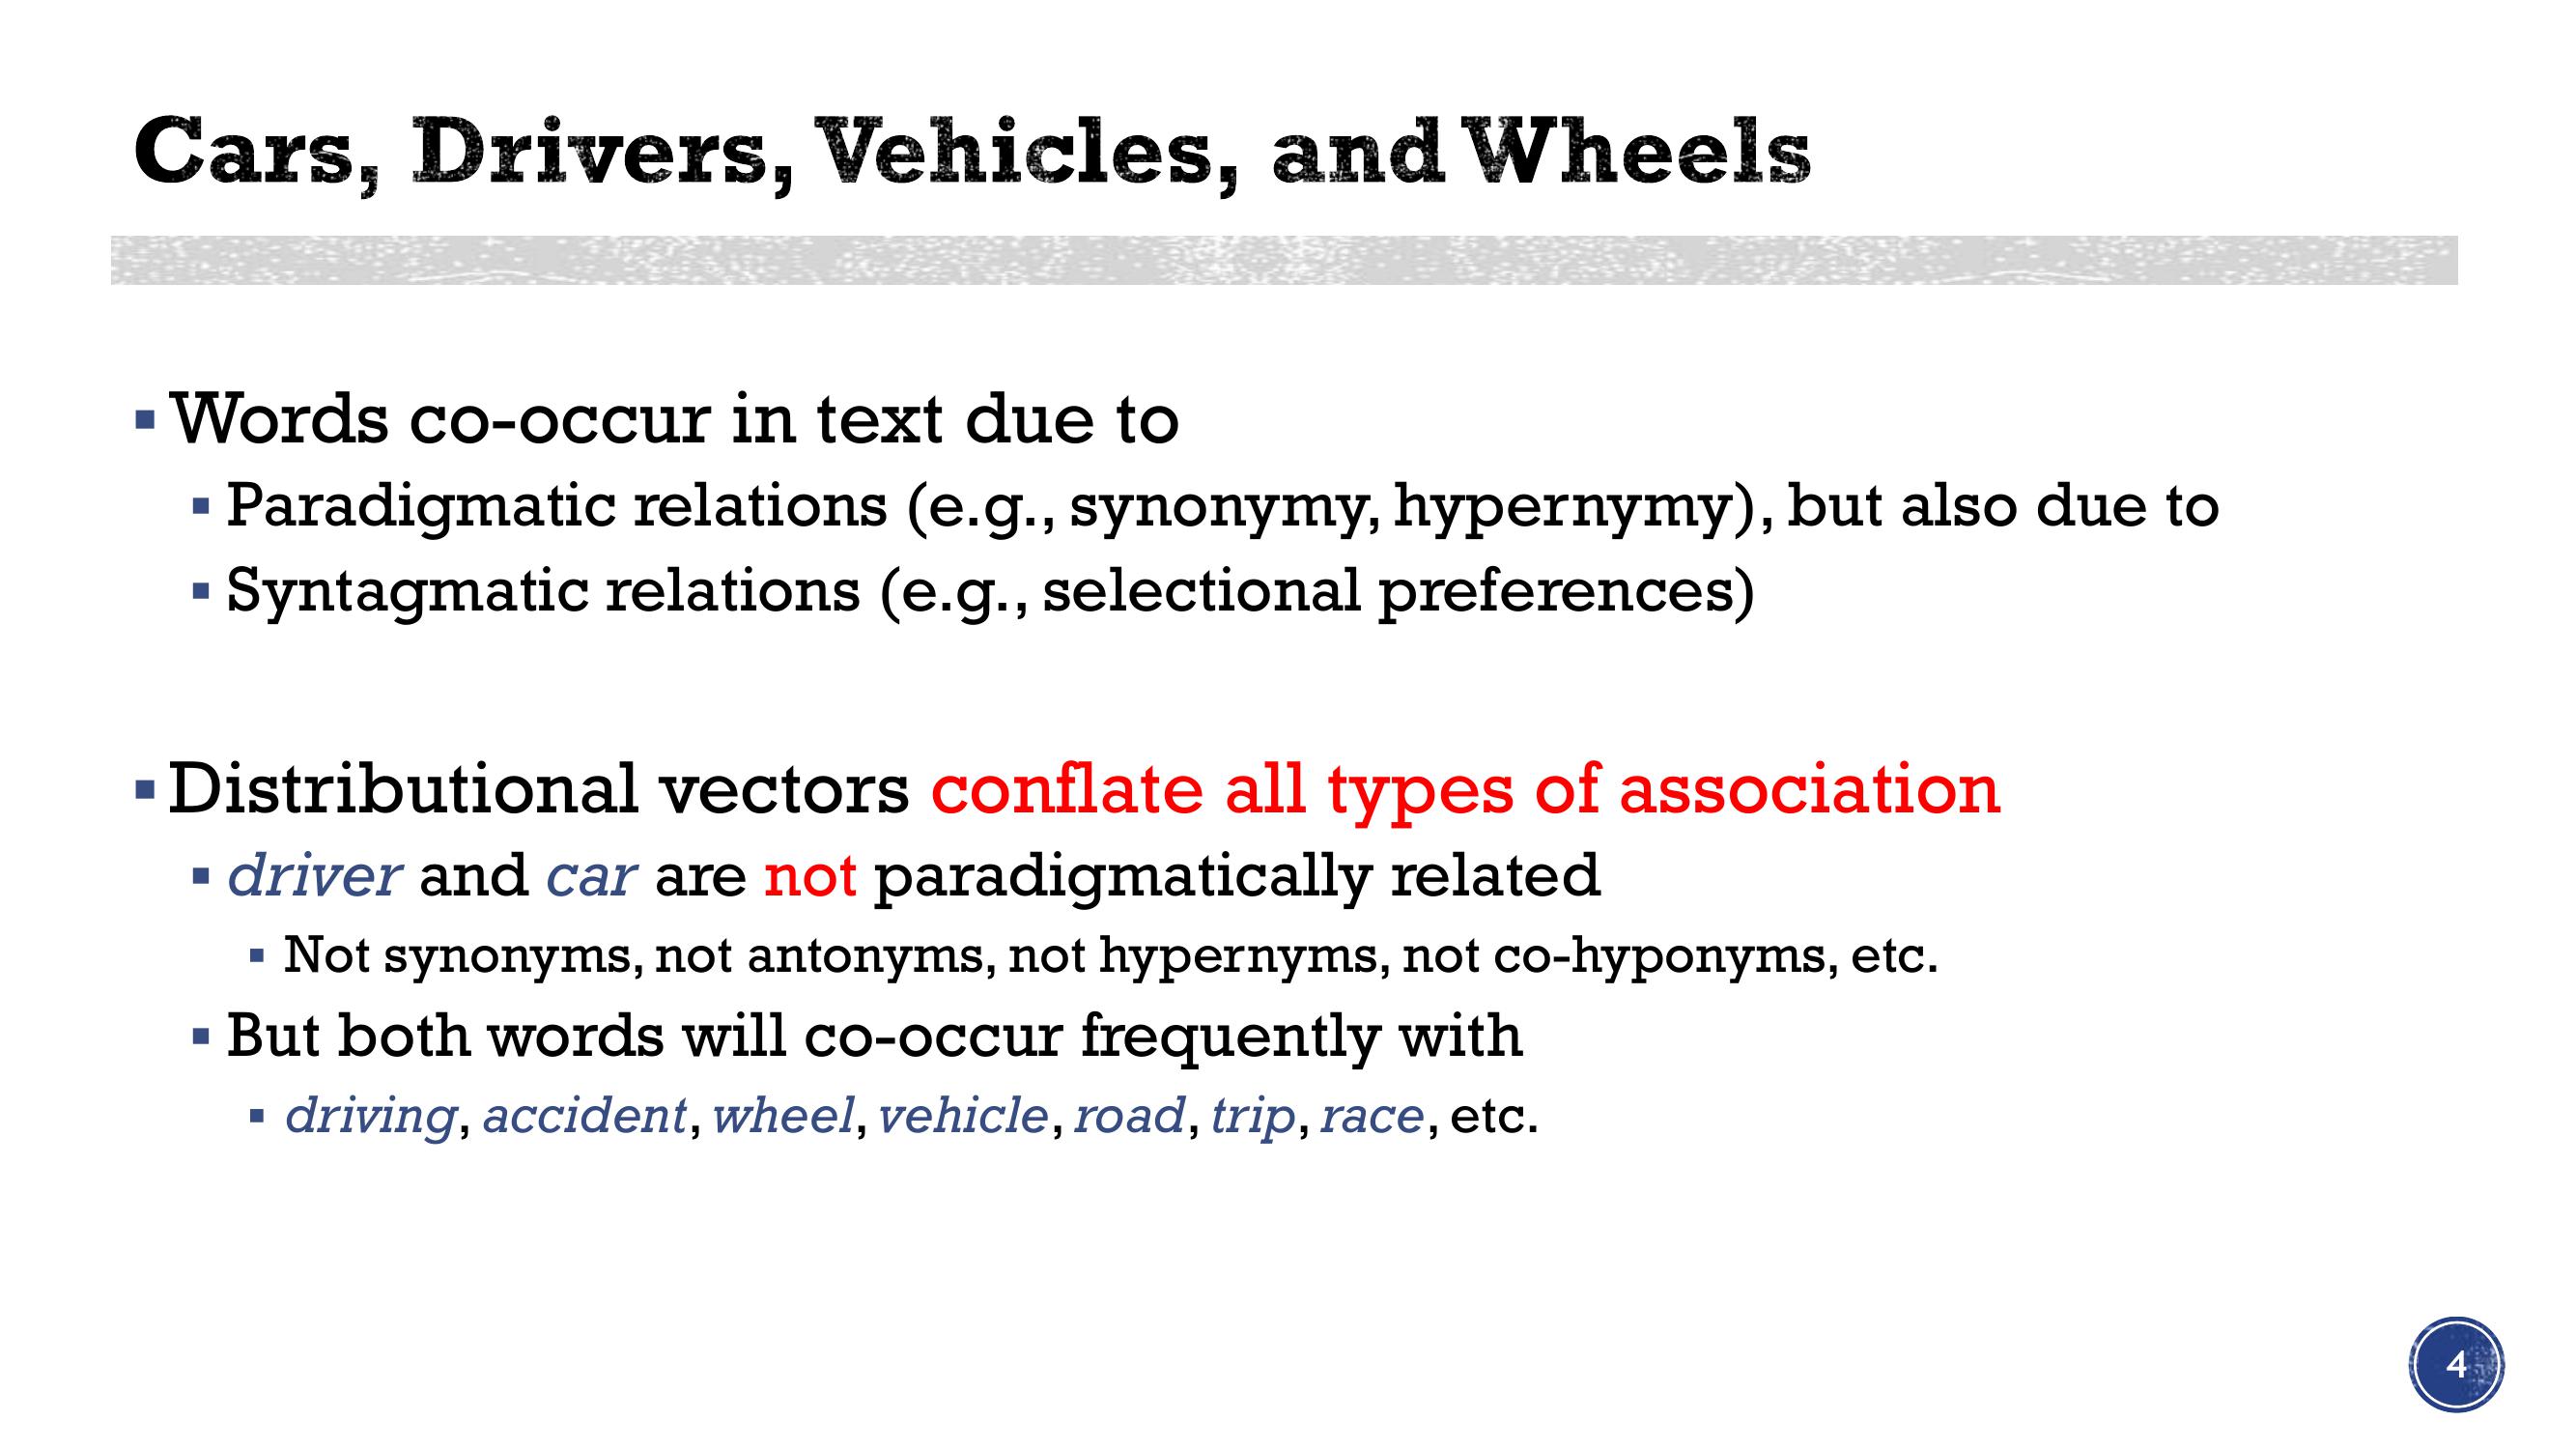 Cars, Drivers, Vehicles, and Wheels
▪ Words co-occur in text due to
▪ Paradigmatic relations (e.g., synonymy, hypernymy), but also due to
▪ Syntagmatic relations (e.g., selectional preferences)
▪ Distributional vectors conflate all types of association
▪ driver and car are not paradigmatically related
▪ Not synonyms, not antonyms, not hypernyms, not co-hyponyms, etc.
▪ But both words will co-occur frequently with
▪ driving, accident, wheel, vehicle, road, trip, race, etc.
4